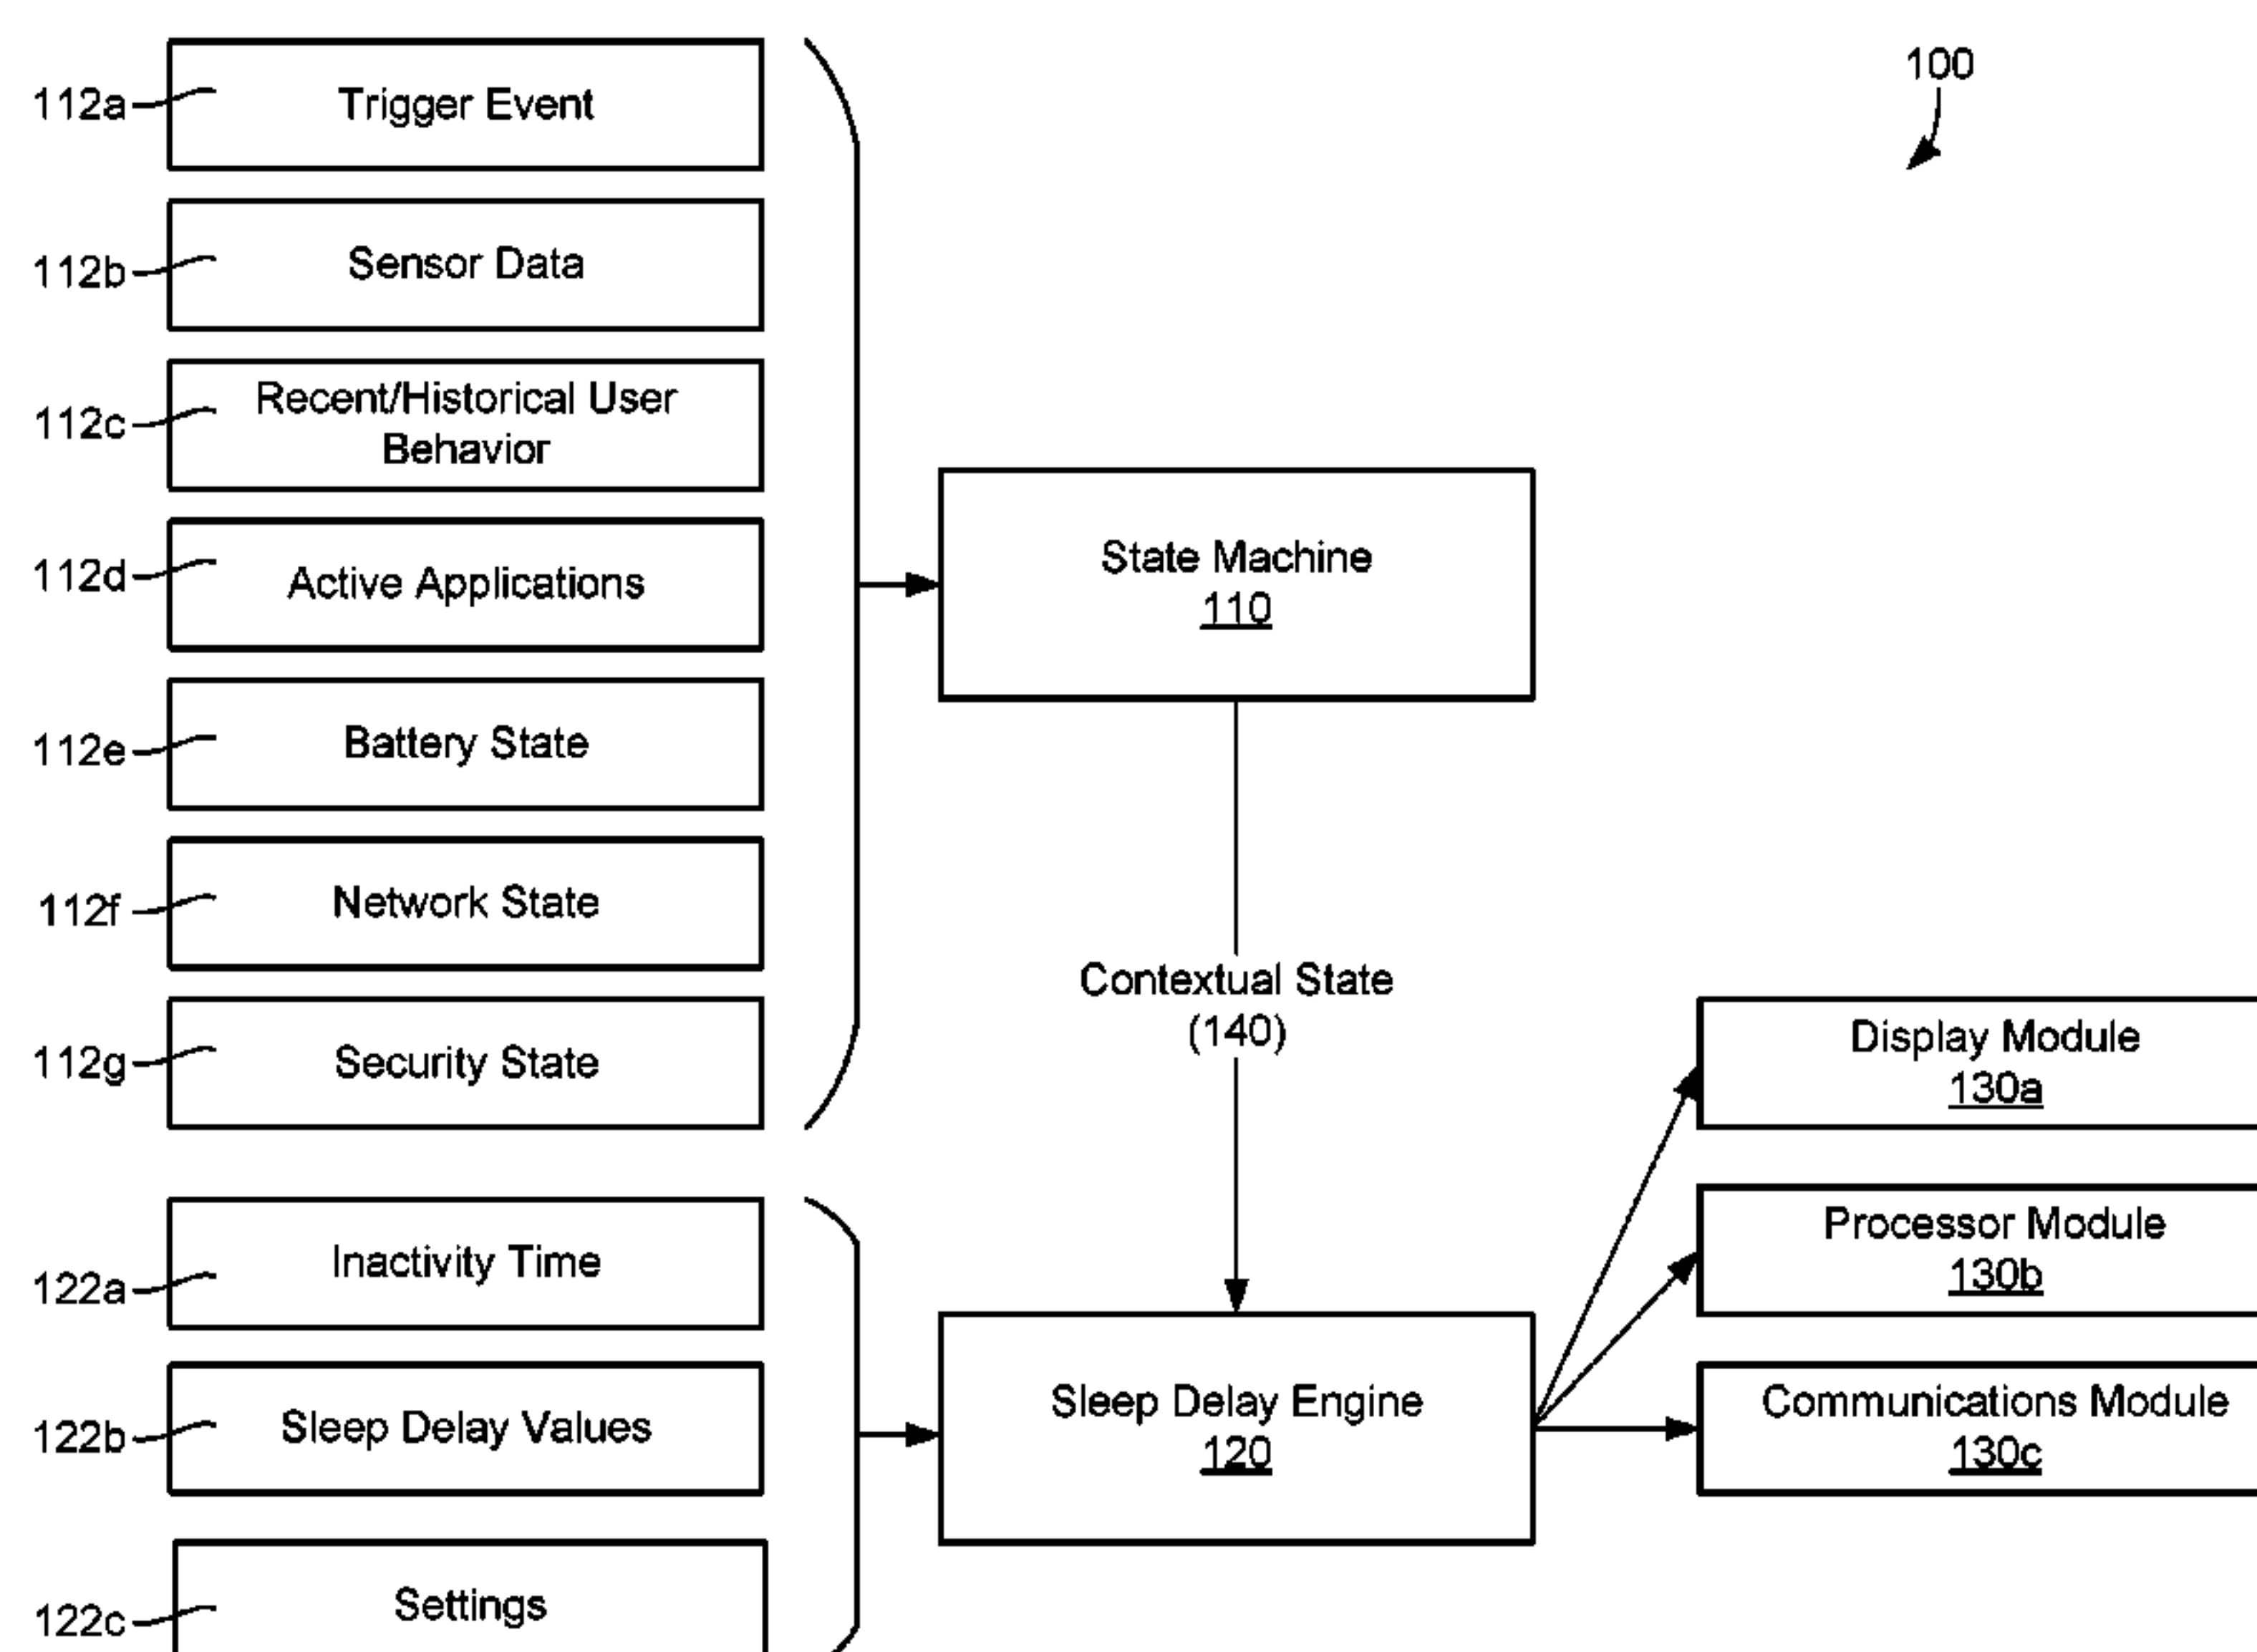 100
112a
Trigger Event
112b
Sensor Data
112c
Recent/Historical User
Behavior
112d
Active Applications
112e
Battery State
112f
Network State
112g
Security State
State Machine
110
Contextual State
(140)
122a
Inactivity Time
122b
Sleep Delay Values
122c
Settings
Sleep Delay Engine
120
Display Module
130a
Processor Module
130b
Communications Module
130c